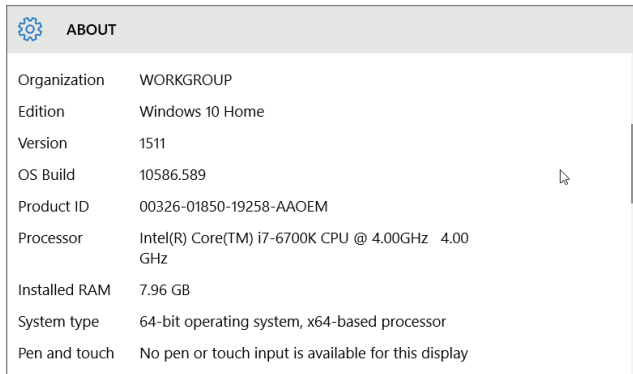 ABOUT
Organization WORKGROUP
Edition Windows 10 Home
Version 1511
OS Build 10586.589
Product ID 00326-01850-19258-AAOEM
Processor Intel(R) Core(TM) i7-6700K CPU @ 4.00GHz 4.00
GHz
Installed RAM 7.96 GB
System type 64-bit operating system, x64-based processor
Pen and touch No pen or touch input is available for this display